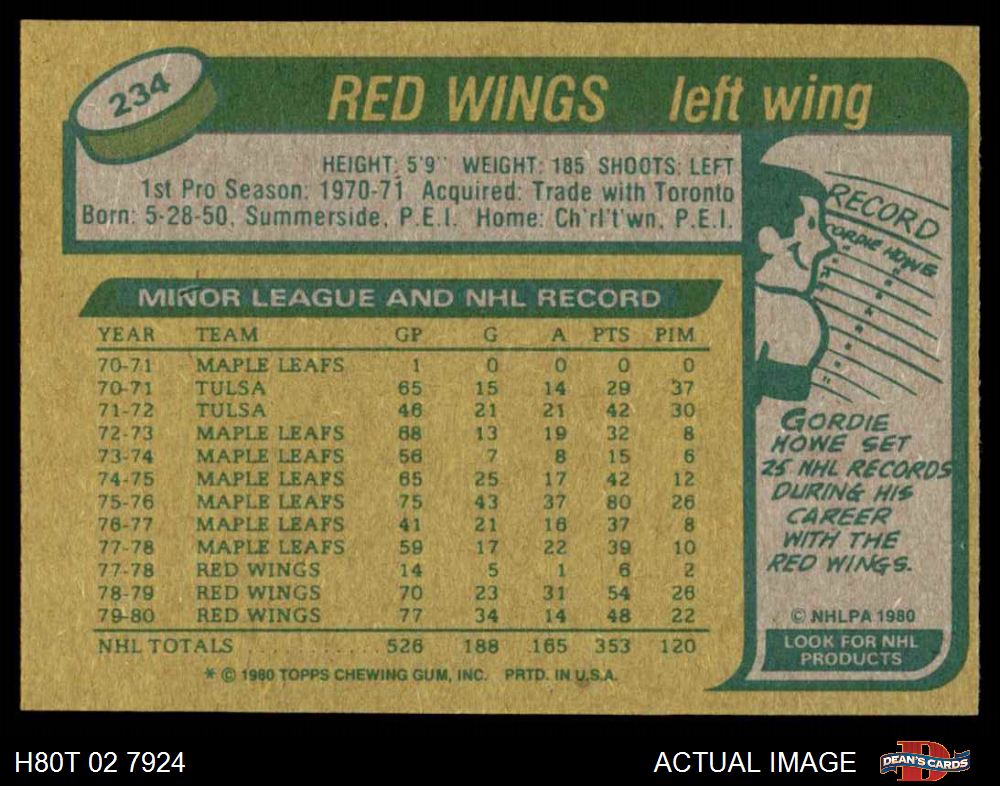 234
RED WINGS left wing
HEIGHT: 5'9" WEIGHT: 185 SHOOTS: LEFT
1st Pro Season: 1970-71 Acquired: Trade with Toronto
Born: 5-28-50, Summerside, P.E.I. Home: Ch'rl't'wn, P.E.I.
RECORD
GORDIE HOWE
MINOR LEAGUE AND NHL RECORD
YEAR TEAM GP G A PTS PIM
70-71 MAPLE LEAFS 1 0 0 0 0
70-71 TULSA 65 15 14 29 37
71-72 TULSA 46 21 21 42 30
72-73 MAPLE LEAFS 68 13 19 32 8
73-74 MAPLE LEAFS 56 7 8 15 6
74-75 MAPLE LEAFS 65 25 17 42 12
75-76 MAPLE LEAFS 75 43 37 80 26
76-77 MAPLE LEAFS 41 21 16 37 8
77-78 MAPLE LEAFS 59 17 22 39 10
77-78 RED WINGS 14 5 1 6 2
78-79 RED WINGS 70 23 31 54 26
79-80 RED WINGS 77 34 14 48 22
NHL TOTALS ........... 526 188 165 353 120
* © 1980 TOPPS CHEWING GUM, INC. PRTD. IN U.S.A.
GORDIE
HOWE SET
25 NHL RECORDS
DURING HIS
CAREER
WITH THE
RED WINGS.
© NHLPA 1980
LOOK FOR NHL
PRODUCTS
H80T 02 7924
ACTUAL IMAGE
D
DEAN'S CARDS